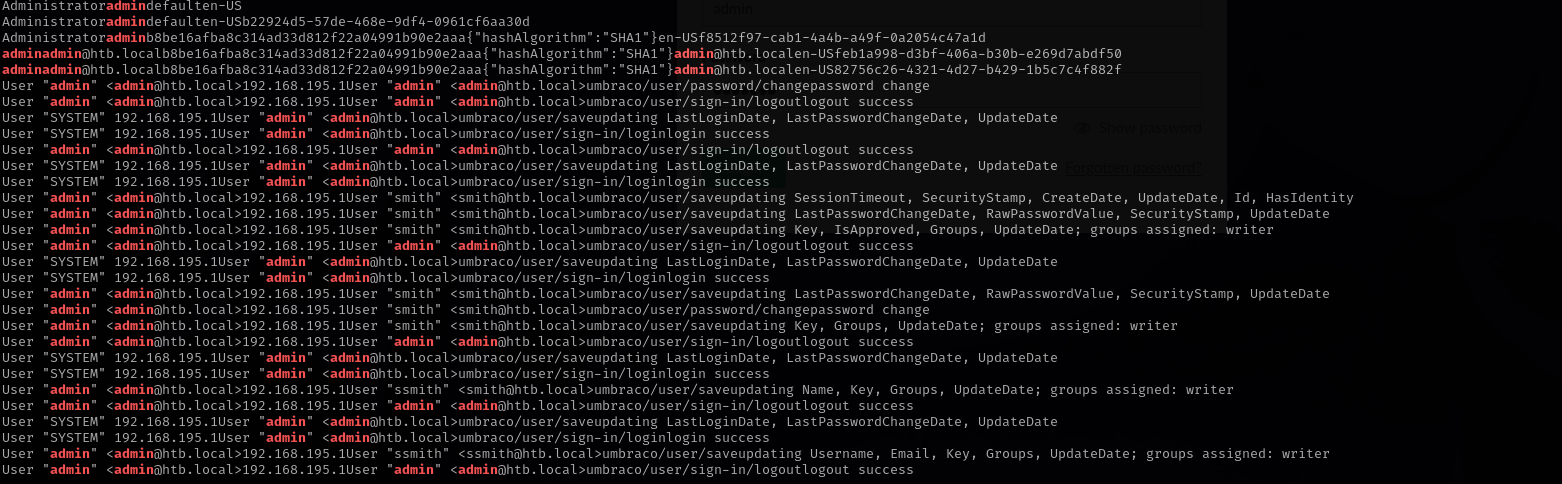 admin
Administratoradmindefaulten-US
Administratoradmindefaulten-USb22924d5-57de-468e-9df4-0961cf6aa30d
Administratoradminb8be16afba8c314ad33d812f22a04991b90e2aaa{"hashAlgorithm":"SHA1"}en-USf8512f97-cab1-4a4b-a49f-0a2054c47a1d
adminadmin@htb.localb8be16afba8c314ad33d812f22a04991b90e2aaa{"hashAlgorithm":"SHA1"}admin@htb.localen-USfeb1a998-d3bf-406a-b30b-e269d7abdf50
adminadmin@htb.localb8be16afba8c314ad33d812f22a04991b90e2aaa{"hashAlgorithm":"SHA1"}admin@htb.localen-US82756c26-4321-4d27-b429-1b5c7c4f882f
User "admin" <admin@htb.local>192.168.195.1User "admin" <admin@htb.local>umbraco/user/password/changepassword change
User "admin" <admin@htb.local>192.168.195.1User "admin" <admin@htb.local>umbraco/user/sign-in/logoutlogout success
User "SYSTEM" 192.168.195.1User "admin" <admin@htb.local>umbraco/user/saveupdating LastLoginDate, LastPasswordChangeDate, UpdateDate
User "SYSTEM" 192.168.195.1User "admin" <admin@htb.local>umbraco/user/sign-in/loginlogin success
Show password
User "admin" <admin@htb.local>192.168.195.1User "admin" <admin@htb.local>umbraco/user/sign-in/logoutlogout success
User "SYSTEM" 192.168.195.1User "admin" <admin@htb.local>umbraco/user/saveupdating LastLoginDate, LastPasswordChangeDate, UpdateDate
Forgotten password?
User "SYSTEM" 192.168.195.1User "admin" <admin@htb.local>umbraco/user/sign-in/loginlogin success
User "admin" <admin@htb.local>192.168.195.1User "smith" <smith@htb.local>umbraco/user/saveupdating SessionTimeout, SecurityStamp, CreateDate, UpdateDate, Id, HasIdentity
User "admin" <admin@htb.local>192.168.195.1User "smith" <smith@htb.local>umbraco/user/saveupdating LastPasswordChangeDate, RawPasswordValue, SecurityStamp, UpdateDate
User "admin" <admin@htb.local>192.168.195.1User "smith" <smith@htb.local>umbraco/user/saveupdating Key, IsApproved, Groups, UpdateDate; groups assigned: writer
User "admin" <admin@htb.local>192.168.195.1User "admin" <admin@htb.local>umbraco/user/sign-in/logoutlogout success
User "SYSTEM" 192.168.195.1User "admin" <admin@htb.local>umbraco/user/saveupdating LastLoginDate, LastPasswordChangeDate, UpdateDate
User "SYSTEM" 192.168.195.1User "admin" <admin@htb.local>umbraco/user/sign-in/loginlogin success
User "admin" <admin@htb.local>192.168.195.1User "smith" <smith@htb.local>umbraco/user/saveupdating LastPasswordChangeDate, RawPasswordValue, SecurityStamp, UpdateDate
User "admin" <admin@htb.local>192.168.195.1User "smith" <smith@htb.local>umbraco/user/password/changepassword change
User "admin" <admin@htb.local>192.168.195.1User "smith" <smith@htb.local>umbraco/user/saveupdating Key, Groups, UpdateDate; groups assigned: writer
User "admin" <admin@htb.local>192.168.195.1User "admin" <admin@htb.local>umbraco/user/sign-in/logoutlogout success
User "SYSTEM" 192.168.195.1User "admin" <admin@htb.local>umbraco/user/saveupdating LastLoginDate, LastPasswordChangeDate, UpdateDate
User "SYSTEM" 192.168.195.1User "admin" <admin@htb.local>umbraco/user/sign-in/loginlogin success
User "admin" <admin@htb.local>192.168.195.1User "ssmith" <smith@htb.local>umbraco/user/saveupdating Name, Key, Groups, UpdateDate; groups assigned: writer
User "admin" <admin@htb.local>192.168.195.1User "admin" <admin@htb.local>umbraco/user/sign-in/logoutlogout success
User "SYSTEM" 192.168.195.1User "admin" <admin@htb.local>umbraco/user/saveupdating LastLoginDate, LastPasswordChangeDate, UpdateDate
User "SYSTEM" 192.168.195.1User "admin" <admin@htb.local>umbraco/user/sign-in/loginlogin success
User "admin" <admin@htb.local>192.168.195.1User "ssmith" <ssmith@htb.local>umbraco/user/saveupdating Username, Email, Key, Groups, UpdateDate; groups assigned: writer
User "admin" <admin@htb.local>192.168.195.1User "admin" <admin@htb.local>umbraco/user/sign-in/logoutlogout success